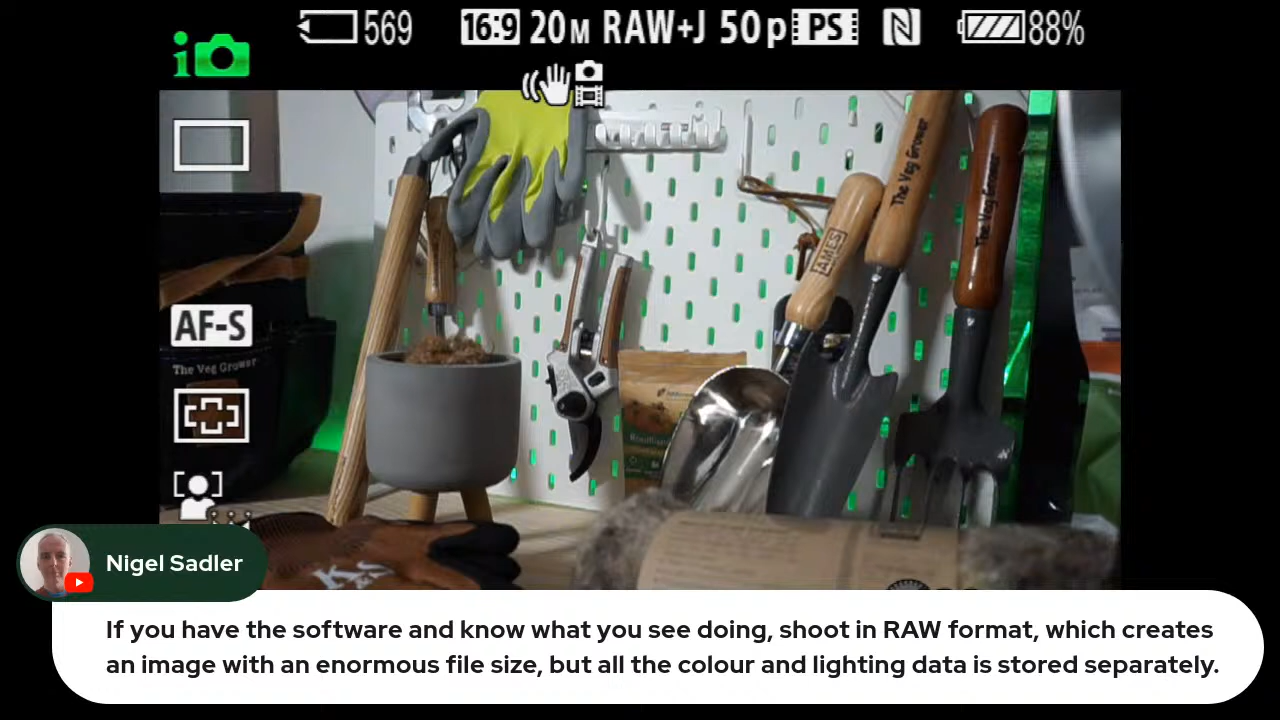 569 16:9 20M RAW+J 50p PS N 88%
i
The Veg Grower
The Veg Grower
AMES
AF-S
The Veg Grower
Nigel Sadler
If you have the software and know what you see doing, shoot in RAW format, which creates
an image with an enormous file size, but all the colour and lighting data is stored separately.